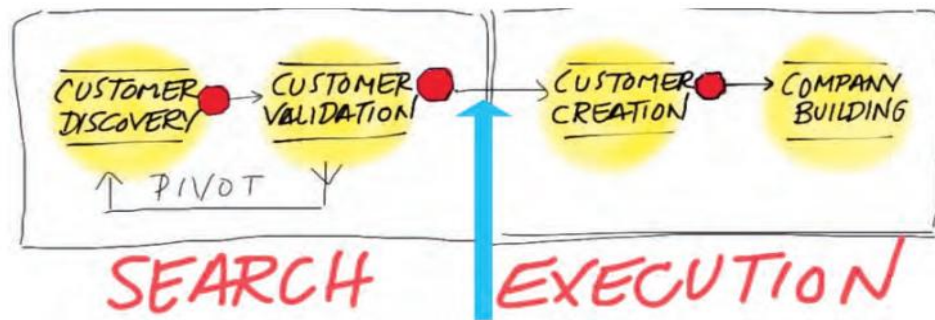 CUSTOMER DISCOVERY
CUSTOMER VALIDATION
CUSTOMER CREATION
COMPANY BUILDING
PIVOT
SEARCH
EXECUTION